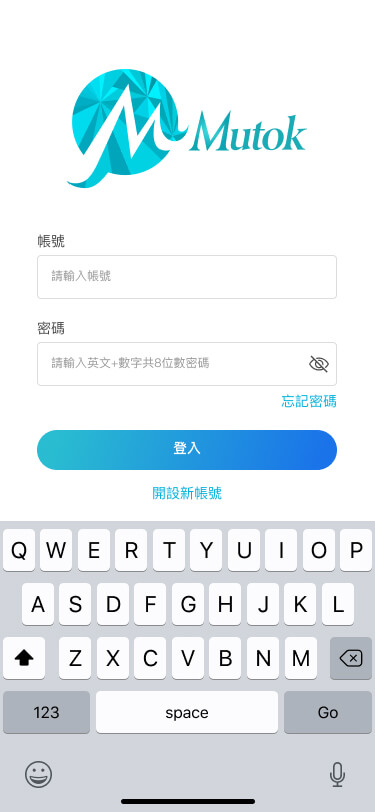 Mutok
帳號
請輸入帳號
密碼
請輸入英文+數字共8位數密碼
忘記密碼
登入
開設新帳號
Q W E R T Y U I O P
A S D F G H J K L
Z X C V B N M
123 space Go